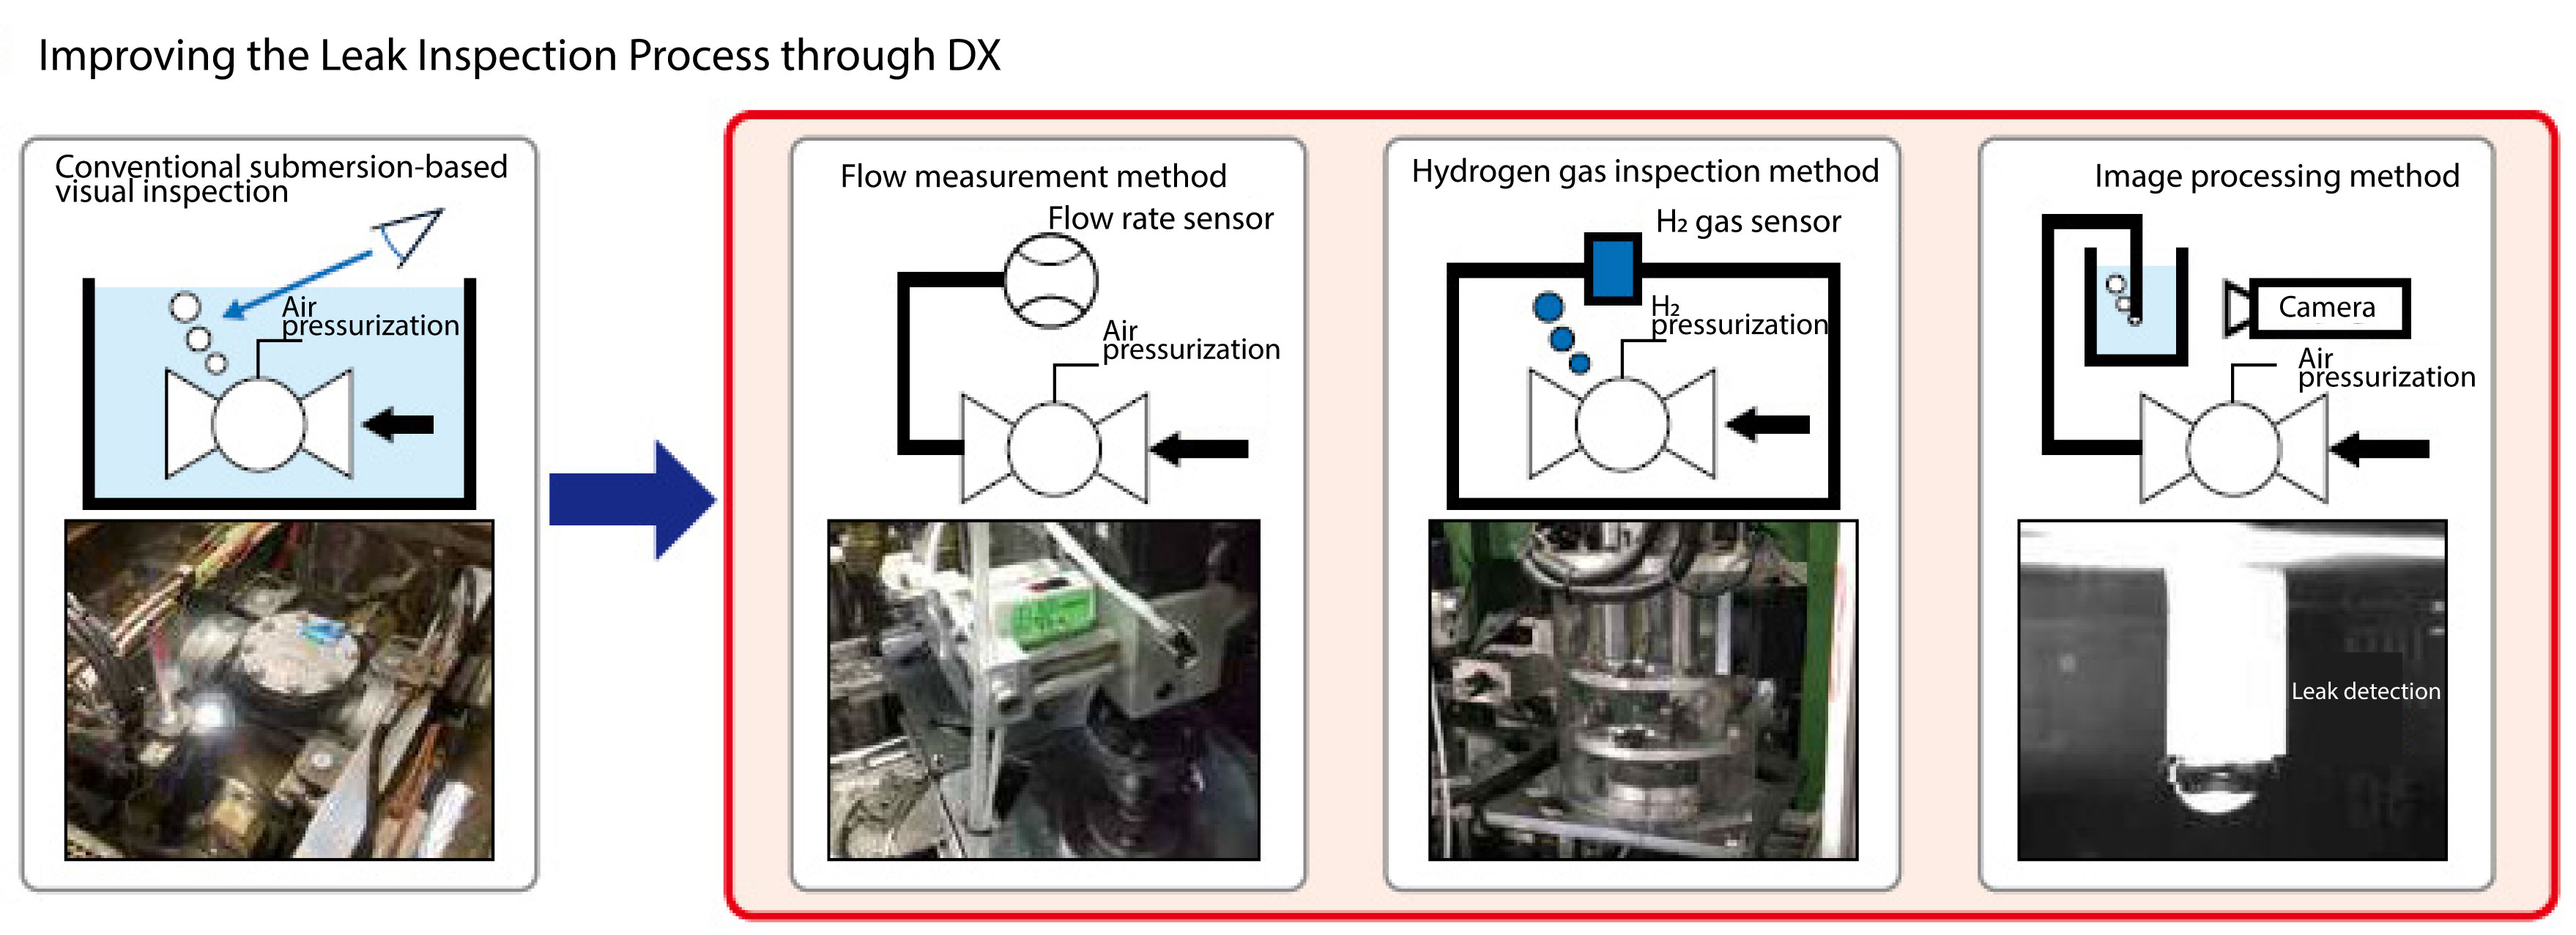 Improving the Leak Inspection Process through DX
Conventional submersion-based
visual inspection
Air
pressurization
Flow measurement method
Flow rate sensor
Air
pressurization
Hydrogen gas inspection method
H₂ gas sensor
H₂
pressurization
Image processing method
Camera
Air
pressurization
Leak detection